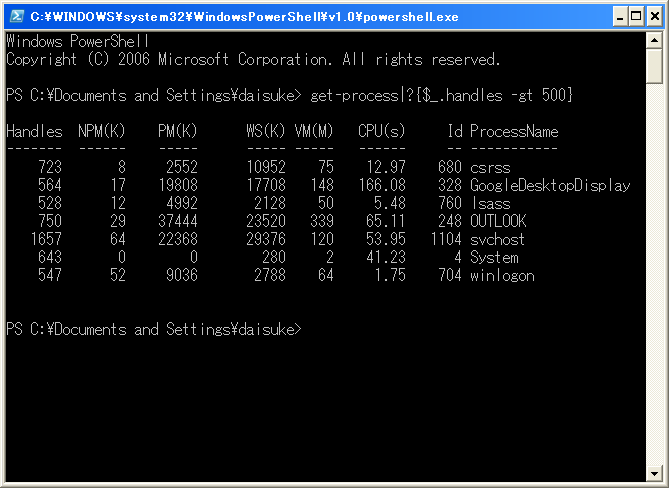 C:¥WINDOWS¥system32¥WindowsPowerShell¥v1.0¥powershell.exe
Windows PowerShell
Copyright (C) 2006 Microsoft Corporation. All rights reserved.
PS C:¥Documents and Settings¥daisuke> get-process|?{$_.handles -gt 500}
Handles NPM(K) PM(K) WS(K) VM(M) CPU(s) Id ProcessName
------- ------ ----- ----- ----- ------ -- -----------
723 8 2552 10952 75 12.97 680 csrss
564 17 19808 17708 148 166.08 328 GoogleDesktopDisplay
528 12 4992 2128 50 5.48 760 lsass
750 29 37444 23520 339 65.11 248 OUTLOOK
1657 64 22368 29376 120 53.95 1104 svchost
643 0 0 280 2 41.23 4 System
547 52 9036 2788 64 1.75 704 winlogon
PS C:¥Documents and Settings¥daisuke>